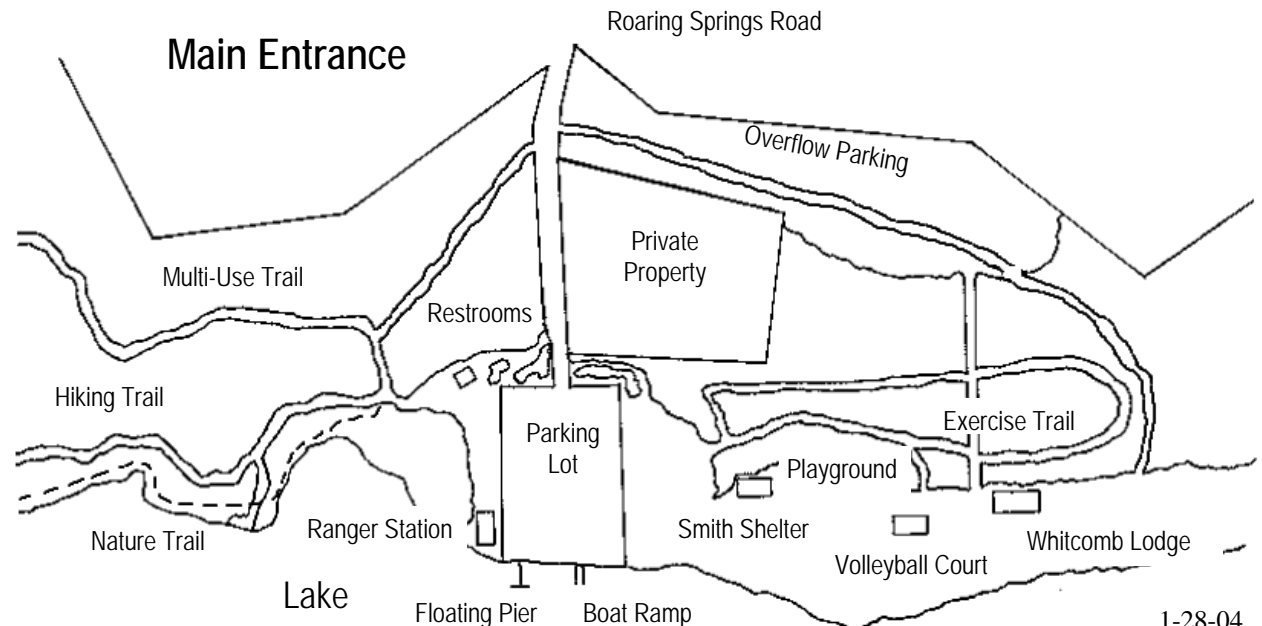 Roaring Springs Road
Main Entrance
Overflow Parking
Private
Property
Multi-Use Trail
Restrooms
Hiking Trail
Exercise Trail
Parking
Lot
Playground
Nature Trail
Ranger Station
Smith Shelter
Whitcomb Lodge
Volleyball Court
Lake
Floating Pier
Boat Ramp
1-28-04